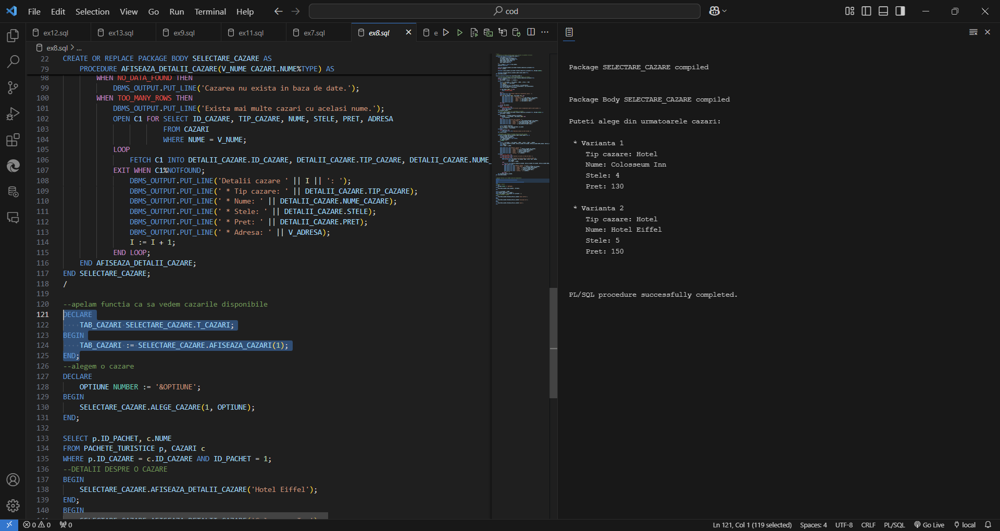 File Edit Selection View Go Run Terminal Help
cod
ex12.sql ex13.sql ex9.sql ex11.sql ex7.sql ex8.sql e
ex8.sql > ...
22 CREATE OR REPLACE PACKAGE BODY SELECTARE_CAZARE AS
79 PROCEDURE AFISEAZA_DETALII_CAZARE(V_NUME CAZARI.NUME%TYPE) AS
98 WHEN NO_DATA_FOUND THEN
99 DBMS_OUTPUT.PUT_LINE('Cazarea nu exista in baza de date.');
100 WHEN TOO_MANY_ROWS THEN
101 DBMS_OUTPUT.PUT_LINE('Exista mai multe cazari cu acelasi nume.');
102 OPEN C1 FOR SELECT ID_CAZARE, TIP_CAZARE, NUME, STELE, PRET, ADRESA
103 FROM CAZARI
104 WHERE NUME = V_NUME;
105 LOOP
106 FETCH C1 INTO DETALII_CAZARE.ID_CAZARE, DETALII_CAZARE.TIP_CAZARE, DETALII_CAZARE.NUME_
107 EXIT WHEN C1%NOTFOUND;
108 DBMS_OUTPUT.PUT_LINE('Detalii cazare ' || I || ': ');
109 DBMS_OUTPUT.PUT_LINE(' * Tip cazare: ' || DETALII_CAZARE.TIP_CAZARE);
110 DBMS_OUTPUT.PUT_LINE(' * Nume: ' || DETALII_CAZARE.NUME_CAZARE);
111 DBMS_OUTPUT.PUT_LINE(' * Stele: ' || DETALII_CAZARE.STELE);
112 DBMS_OUTPUT.PUT_LINE(' * Pret: ' || DETALII_CAZARE.PRET);
113 DBMS_OUTPUT.PUT_LINE(' * Adresa: ' || V_ADRESA);
114 I := I + 1;
115 END LOOP;
116 END AFISEAZA_DETALII_CAZARE;
117 END SELECTARE_CAZARE;
118 /
119
120 --apelam functia ca sa vedem cazarile disponibile
121 DECLARE
122 TAB_CAZARI SELECTARE_CAZARE.T_CAZARI;
123 BEGIN
124 TAB_CAZARI := SELECTARE_CAZARE.AFISEAZA_CAZARI(1);
125 END;
126 --alegem o cazare
127 DECLARE
128 OPTIUNE NUMBER := '&OPTIUNE';
129 BEGIN
130 SELECTARE_CAZARE.ALEGE_CAZARE(1, OPTIUNE);
131 END;
132
133 SELECT p.ID_PACHET, c.NUME
134 FROM PACHETE_TURISTICE p, CAZARI c
135 WHERE p.ID_CAZARE = c.ID_CAZARE AND ID_PACHET = 1;
136 --DETALII DESPRE O CAZARE
137 BEGIN
138 SELECTARE_CAZARE.AFISEAZA_DETALII_CAZARE('Hotel Eiffel');
139 END;
140 BEGIN
Package SELECTARE_CAZARE compiled
Package Body SELECTARE_CAZARE compiled
Puteti alege din urmatoarele cazari:
* Varianta 1
Tip cazare: Hotel
Nume: Colosseum Inn
Stele: 4
Pret: 130
* Varianta 2
Tip cazare: Hotel
Nume: Hotel Eiffel
Stele: 5
Pret: 150
PL/SQL procedure successfully completed.
0 0 0 Ln 121, Col 1 (119 selected) Spaces: 4 UTF-8 CRLF PL/SQL Go Live local